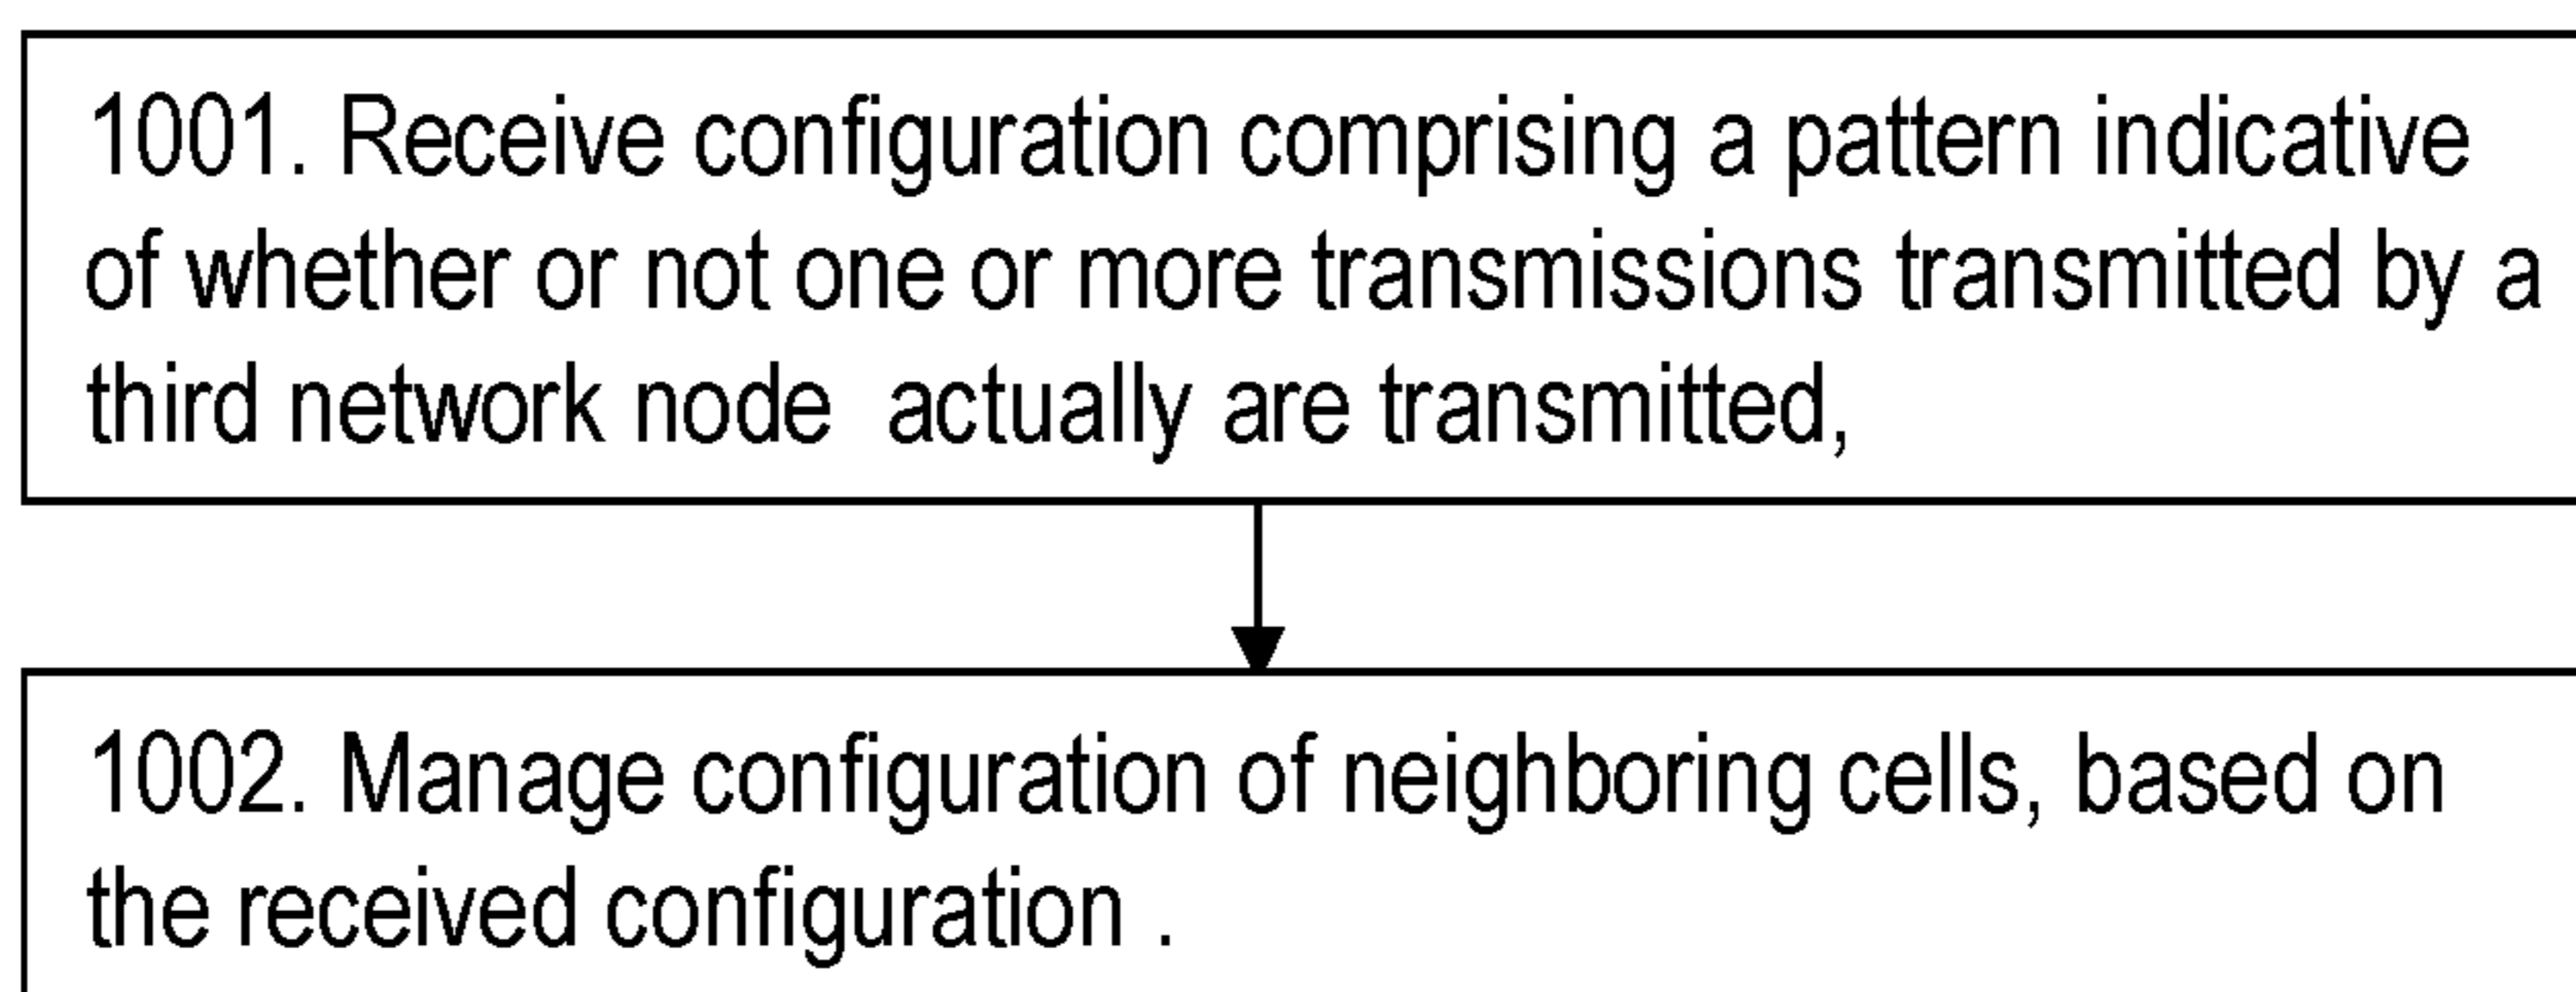 1001. Receive configuration comprising a pattern indicative
of whether or not one or more transmissions transmitted by a
third network node  actually are transmitted,
1002. Manage configuration of neighboring cells, based on
the received configuration .